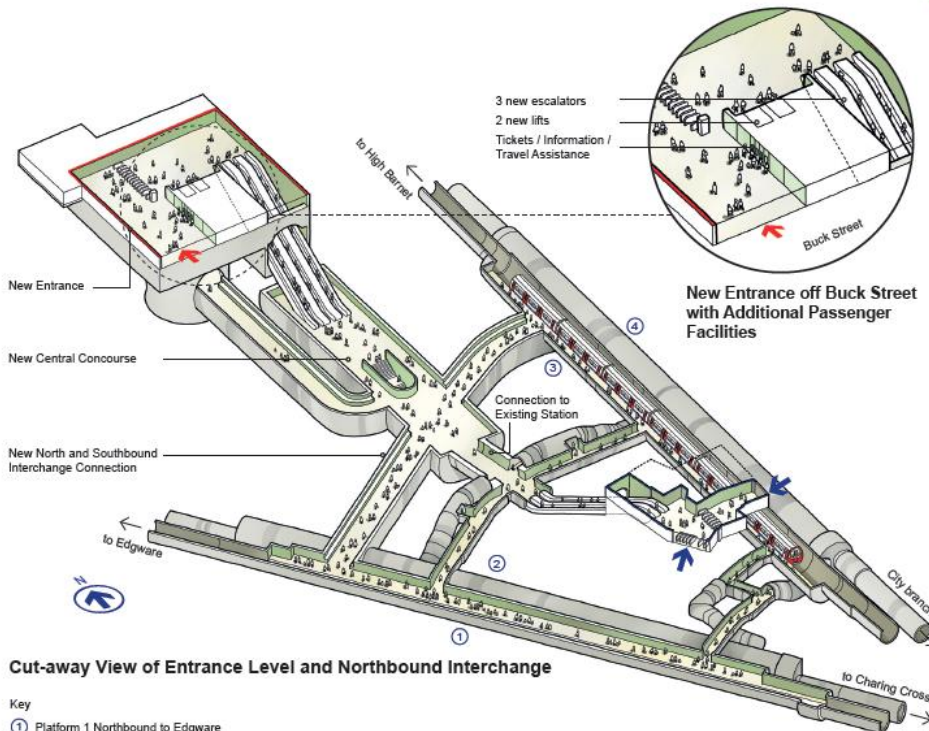 3 new escalators
2 new lifts
Tickets / Information /
Travel Assistance
to High Barnet
Buck Street
New Entrance off Buck Street
with Additional Passenger
Facilities
New Entrance
4
3
New Central Concourse
Connection to
Existing Station
New North and Southbound
Interchange Connection
to Edgware
N
2
City branch
1
Cut-away View of Entrance Level and Northbound Interchange
to Charing Cross
Key
1 Platform 1 Northbound to Edgware